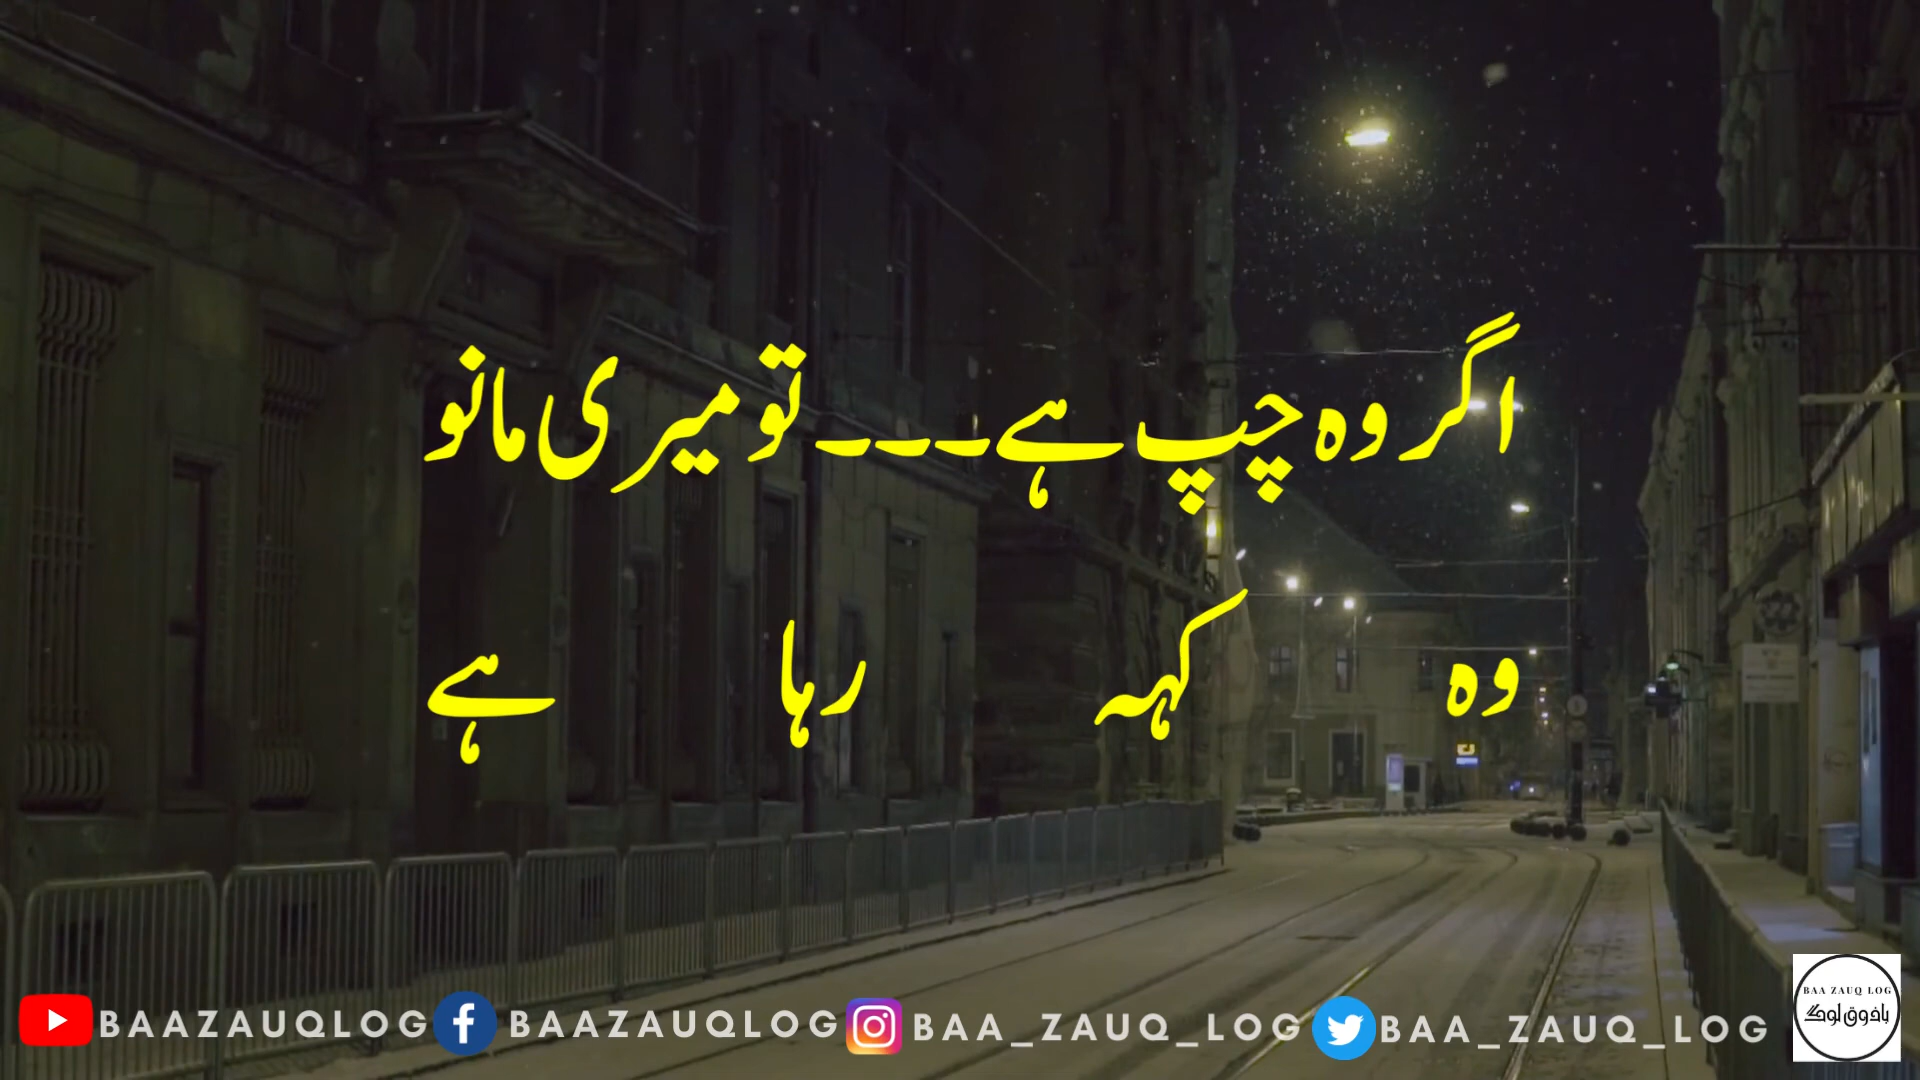 اگر وہ چپ ہے۔۔۔ تو میری مانو
وہ کہہ رہا ہے
BAAZAUQLOG BAAZAUQLOG BAA_ZAUQ_LOG BAA_ZAUQ_LOG
BAA ZAUQ LOG
باذوق لوگ